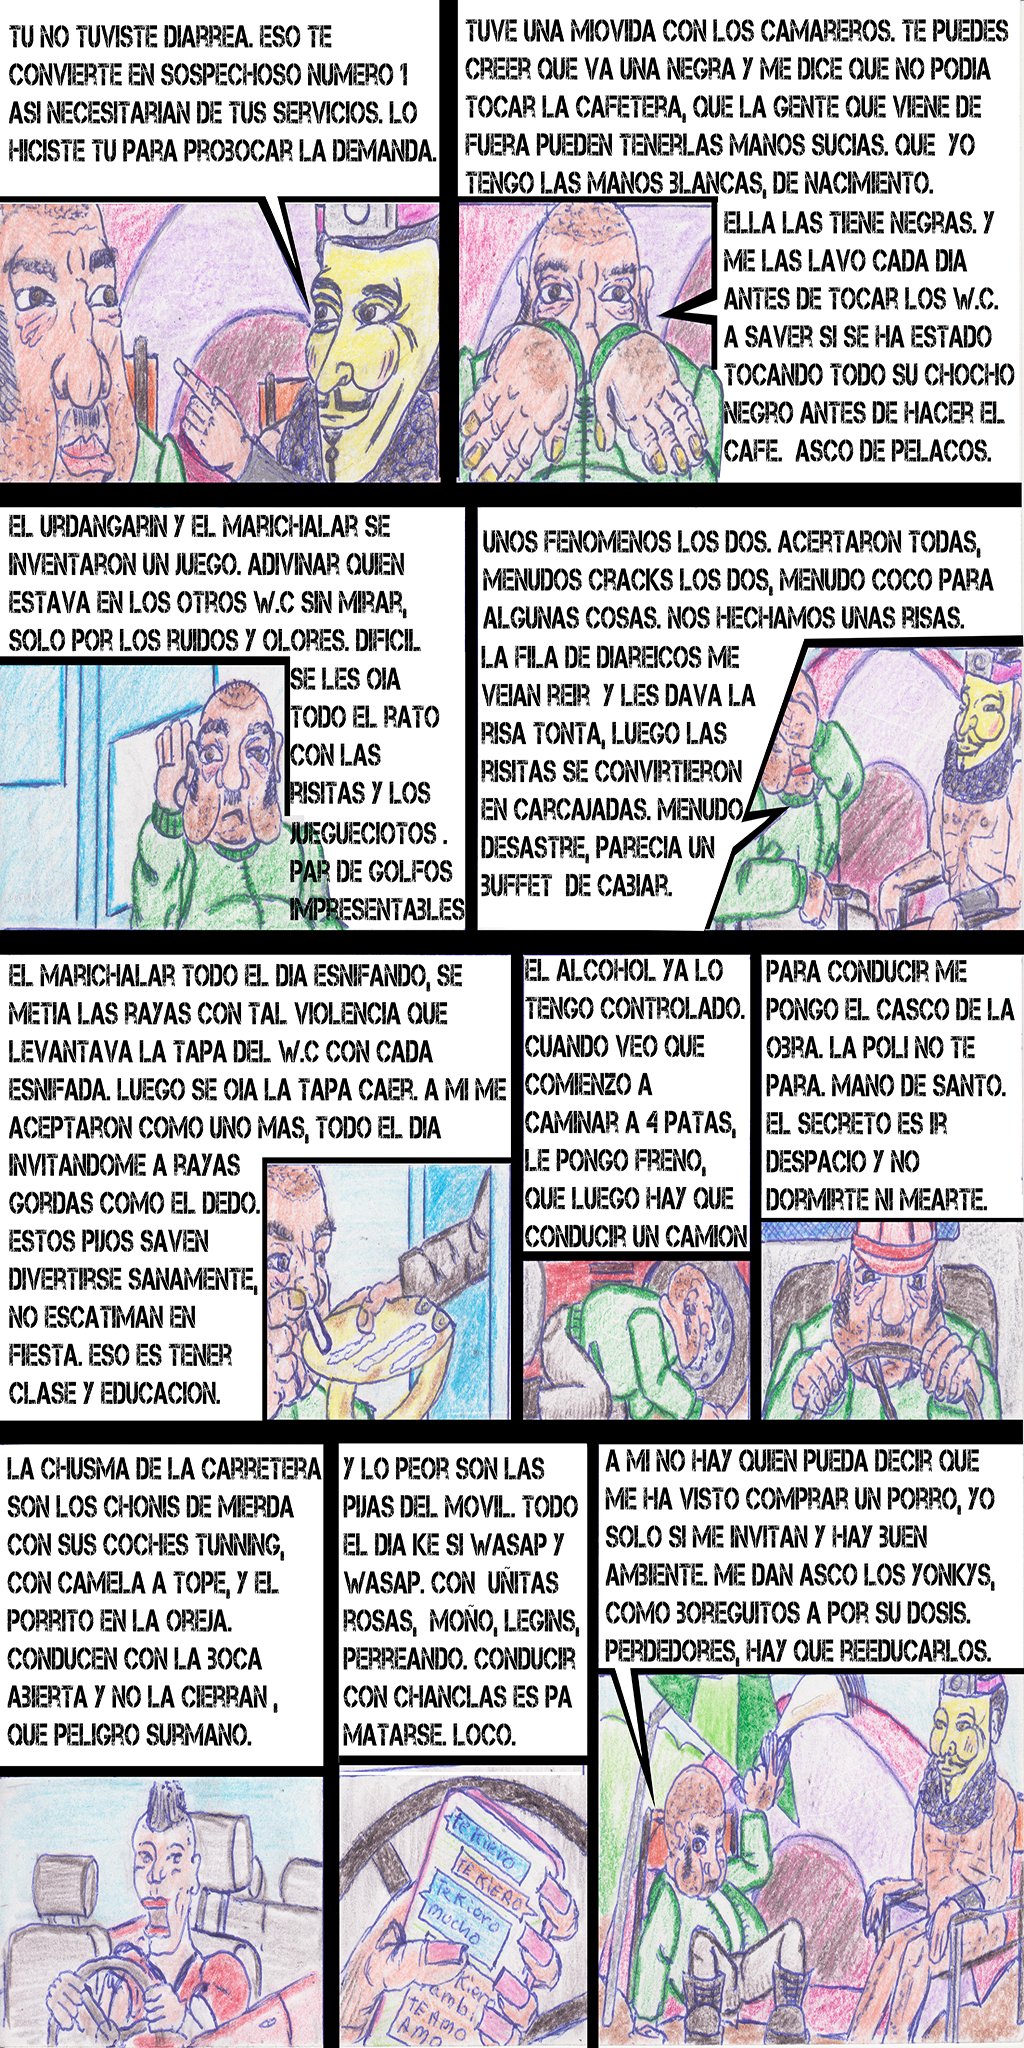 TU NO TUVISTE DIARREA. ESO TE
CONVIERTE EN SOSPECHOSO NUMERO 1
ASI NECESITARIAN DE TUS SERVICIOS. LO
HICISTE TU PARA PROBOCAR LA DEMANDA.
TUVE UNA MIOVIDA CON LOS CAMAREROS. TE PUEDES
CREER QUE VA UNA NEGRA Y ME DICE QUE NO PODIA
TOCAR LA CAFETERA, QUE LA GENTE QUE VIENE DE
FUERA PUEDEN TENERLAS MANOS SUCIAS. QUE YO
TENGO LAS MANOS BLANCAS, DE NACIMIENTO.
ELLA LAS TIENE NEGRAS. Y
ME LAS LAVO CADA DIA
ANTES DE TOCAR LOS W.C.
A SAVER SI SE HA ESTADO
TOCANDO TODO SU CHOCHO
NEGRO ANTES DE HACER EL
CAFE. ASCO DE PELACOS.
EL URDANGARIN Y EL MARICHALAR SE
INVENTARON UN JUEGO. ADIVINAR QUIEN
ESTAVA EN LOS OTROS W.C SIN MIRAR,
SOLO POR LOS RUIDOS Y OLORES. DIFICIL
SE LES OIA
TODO EL RATO
CON LAS
RISITAS Y LOS
JUEGUECIOTOS .
PAR DE GOLFOS
IMPRESENTABLES
UNOS FENOMENOS LOS DOS. ACERTARON TODAS,
MENUDOS CRACKS LOS DOS, MENUDO COCO PARA
ALGUNAS COSAS. NOS HECHAMOS UNAS RISAS.
LA FILA DE DIAREICOS ME
VEIAN REIR Y LES DAVA LA
RISA TONTA, LUEGO LAS
RISITAS SE CONVIRTIERON
EN CARCAJADAS. MENUDO
DESASTRE, PARECIA UN
BUFFET DE CABIAR.
EL MARICHALAR TODO EL DIA ESNIFANDO, SE
METIA LAS RAYAS CON TAL VIOLENCIA QUE
LEVANTAVA LA TAPA DEL W.C CON CADA
ESNIFADA. LUEGO SE OIA LA TAPA CAER. A MI ME
ACEPTARON COMO UNO MAS, TODO EL DIA
INVITANDOME A RAYAS
GORDAS COMO EL DEDO.
ESTOS PIJOS SAVEN
DIVERTIRSE SANAMENTE,
NO ESCATIMAN EN
FIESTA. ESO ES TENER
CLASE Y EDUCACION.
EL ALCOHOL YA LO
TENGO CONTROLADO.
CUANDO VEO QUE
COMIENZO A
CAMINAR A 4 PATAS,
LE PONGO FRENO,
QUE LUEGO HAY QUE
CONDUCIR UN CAMION
PARA CONDUCIR ME
PONGO EL CASCO DE LA
OBRA. LA POLI NO TE
PARA. MANO DE SANTO.
EL SECRETO ES IR
DESPACIO Y NO
DORMIRTE NI MEARTE.
LA CHUSMA DE LA CARRETERA
SON LOS CHONIS DE MIERDA
CON SUS COCHES TUNNING,
CON CAMELA A TOPE, Y EL
PORRITO EN LA OREJA.
CONDUCEN CON LA BOCA
ABIERTA Y NO LA CIERRAN ,
QUE PELIGRO SURMANO.
Y LO PEOR SON LAS
PIJAS DEL MOVIL. TODO
EL DIA KE SI WASAP Y
WASAP. CON UÑITAS
ROSAS, MOÑO, LEGINS,
PERREANDO. CONDUCIR
CON CHANCLAS ES PA
MATARSE. LOCO.
TE KIERO
TE KIERO
Te Kiero
mucho
Kiero
tambi
TE AMO
AMO
A MI NO HAY QUIEN PUEDA DECIR QUE
ME HA VISTO COMPRAR UN PORRO, YO
SOLO SI ME INVITAN Y HAY BUEN
AMBIENTE. ME DAN ASCO LOS YONKYS,
COMO BOREGUITOS A POR SU DOSIS.
PERDEDORES, HAY QUE REEDUCARLOS.